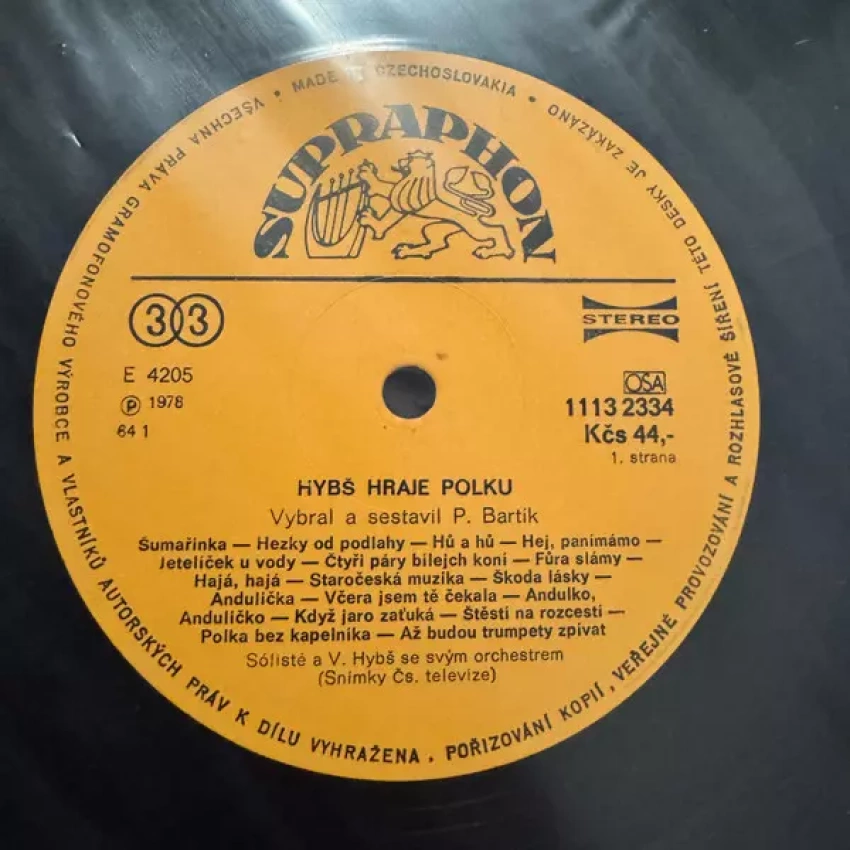 VŠECHNA PRÁVA GRAMOFONOVÉHO VÝROBCE A VLASTNÍKŮ AUTORSKÝCH PRÁV K DÍLU VYHRAŽENA. POŘIZOVÁNÍ KOPIÍ, VEŘEJNÉ PROVOZOVÁNÍ A ROZHLASOVÉ ŠÍŘENÍ TÉTO DESKY JE ZAKÁZÁNO
• MADE IN CZECHOSLOVAKIA •
SUPRAPHON
33
STEREO
E 4205
℗ 1978
64 1
OSA
1113 2334
Kčs 44,-
1. strana
HYBŠ HRAJE POLKU
Vybral a sestavil P. Bartík
Šumařinka — Hezky od podlahy — Hů a hů — Hej, panímámo —
Jetelíček u vody — Čtyři páry bílejch koní — Fůra slámy —
Hajá, hajá — Staročeská muzika — Škoda lásky —
Andulička — Včera jsem tě čekala — Andulko,
Anduličko — Když jaro zaťuká — Štěstí na rozcestí —
Polka bez kapelníka — Až budou trumpety zpívat
Sólisté a V. Hybš se svým orchestrem
(Snímky Čs. televize)